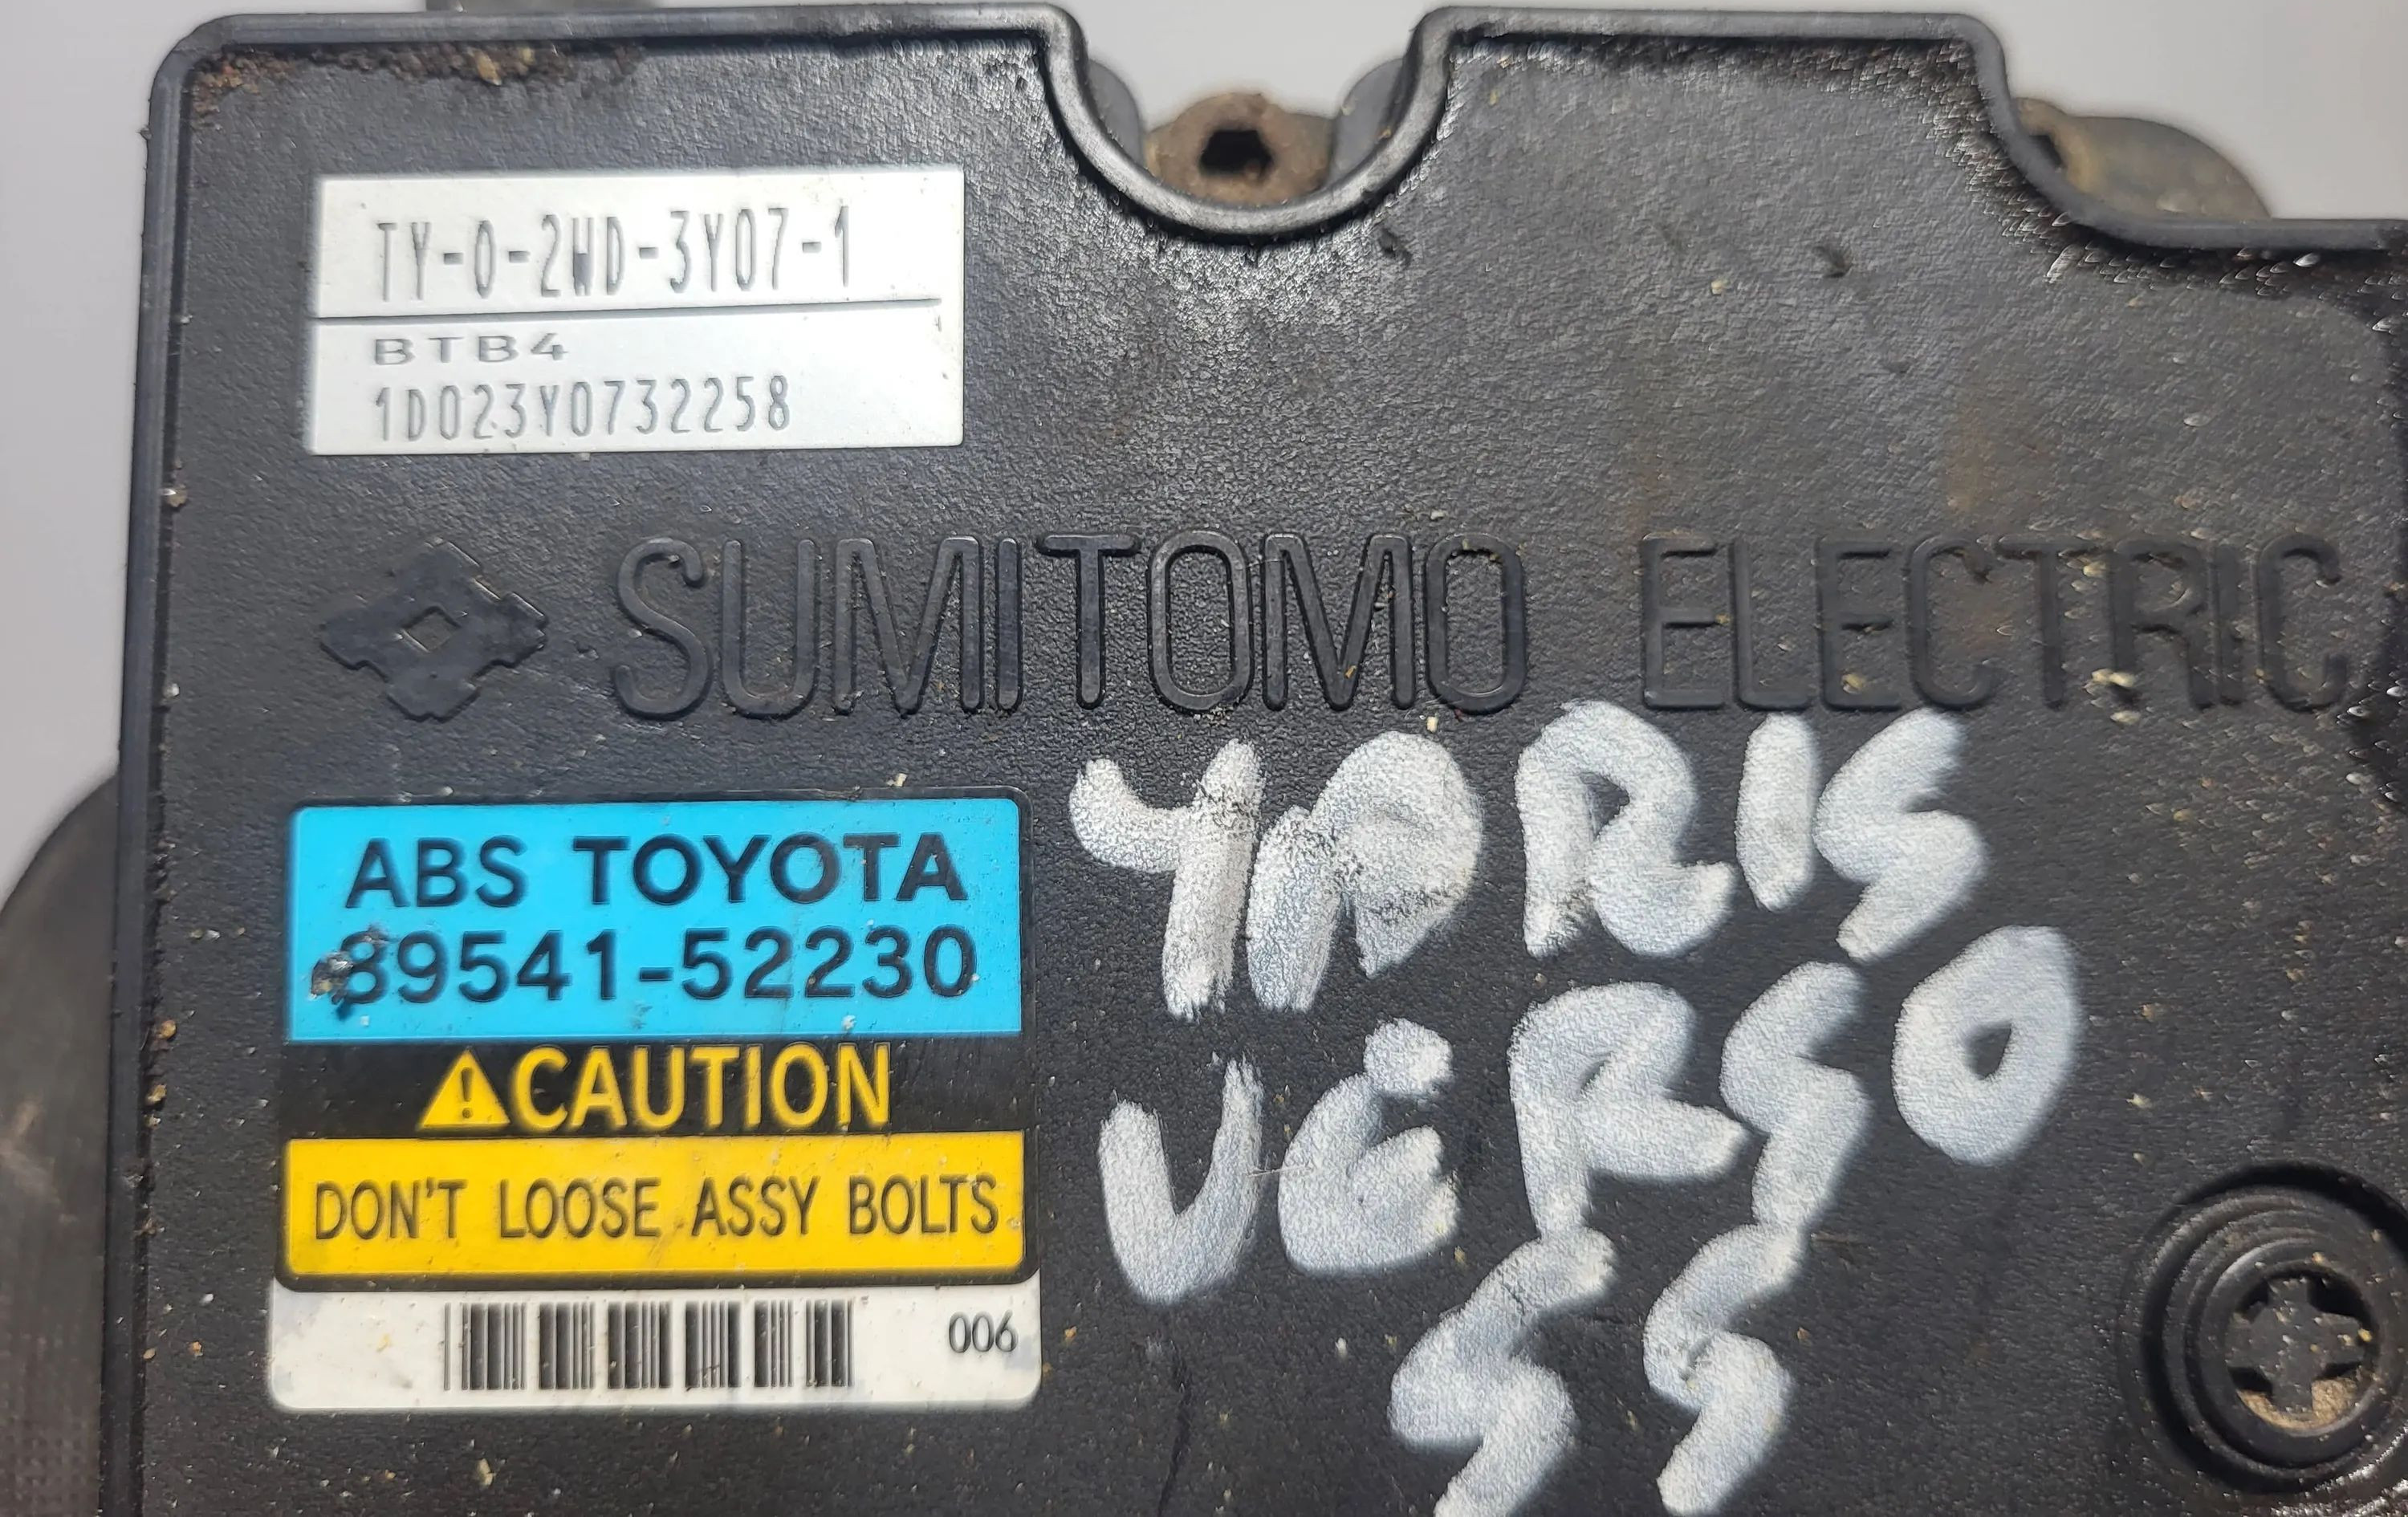 TY-0-2WD-3Y07-1
BTB4
1D023Y0732258
SUMITOMO ELECTRIC
ABS TOYOTA
89541-52230
CAUTION
DON'T LOOSE ASSY BOLTS
006
YARIS
VERSO
55